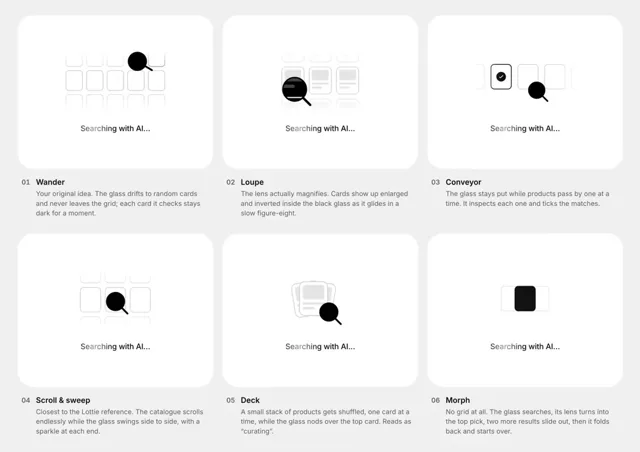 Searching with AI...
Searching with AI...
Searching with AI...
01 Wander
Your original idea. The glass drifts to random cards
and never leaves the grid; each card it checks stays
dark for a moment.
02 Loupe
The lens actually magnifies. Cards show up enlarged
and inverted inside the black glass as it glides in a
slow figure-eight.
03 Conveyor
The glass stays put while products pass by one at a
time. It inspects each one and ticks the matches.
Searching with AI...
Searching with AI...
Searching with AI...
04 Scroll & sweep
Closest to the Lottie reference. The catalogue scrolls
endlessly while the glass swings side to side, with a
sparkle at each end.
05 Deck
A small stack of products gets shuffled, one card at a
time, while the glass nods over the top card. Reads as
“curating”.
06 Morph
No grid at all. The glass searches, its lens turns into
the top pick, two more results slide out, then it folds
back and starts over.